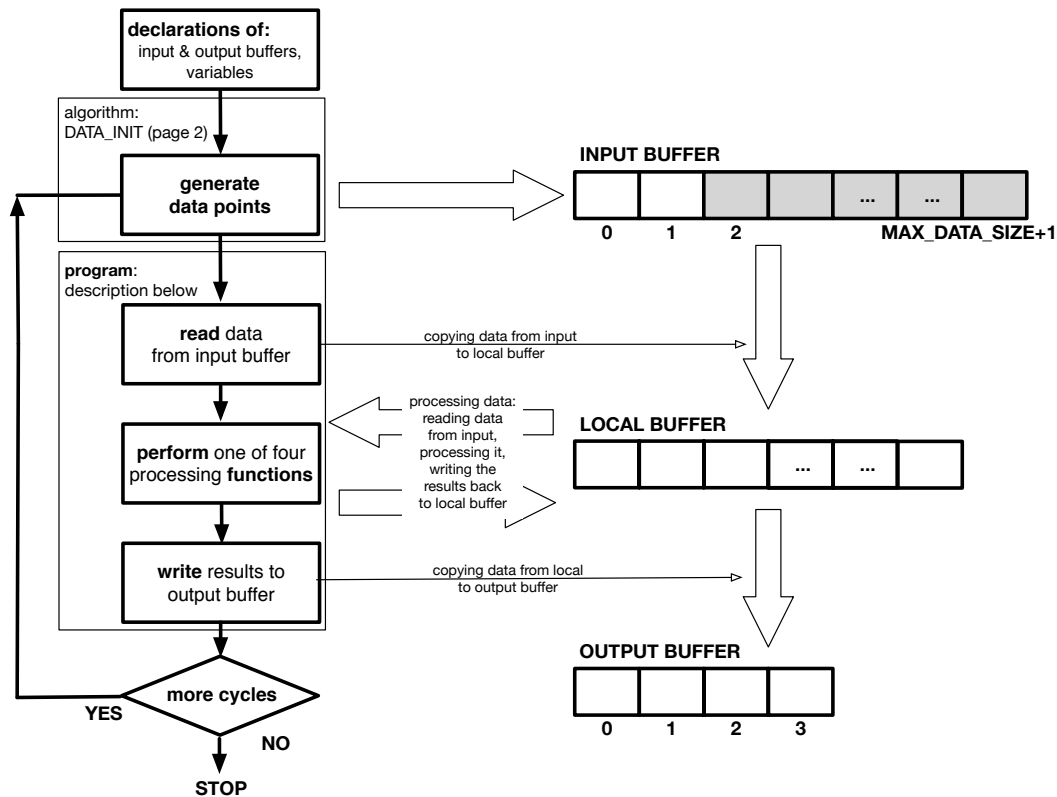 declarations of:
input & output buffers,
variables
algorithm:
DATA_INIT (page 2)
generate
data points
INPUT BUFFER
... ...
0 1 2 MAX_DATA_SIZE+1
program:
description below
read data
from input buffer
copying data from input
to local buffer
processing data:
reading data
from input,
processing it,
writing the
results back
to local buffer
perform one of four
processing functions
LOCAL BUFFER
... ...
write results to
output buffer
copying data from local
to output buffer
OUTPUT BUFFER
0 1 2 3
more cycles
YES
NO
STOP